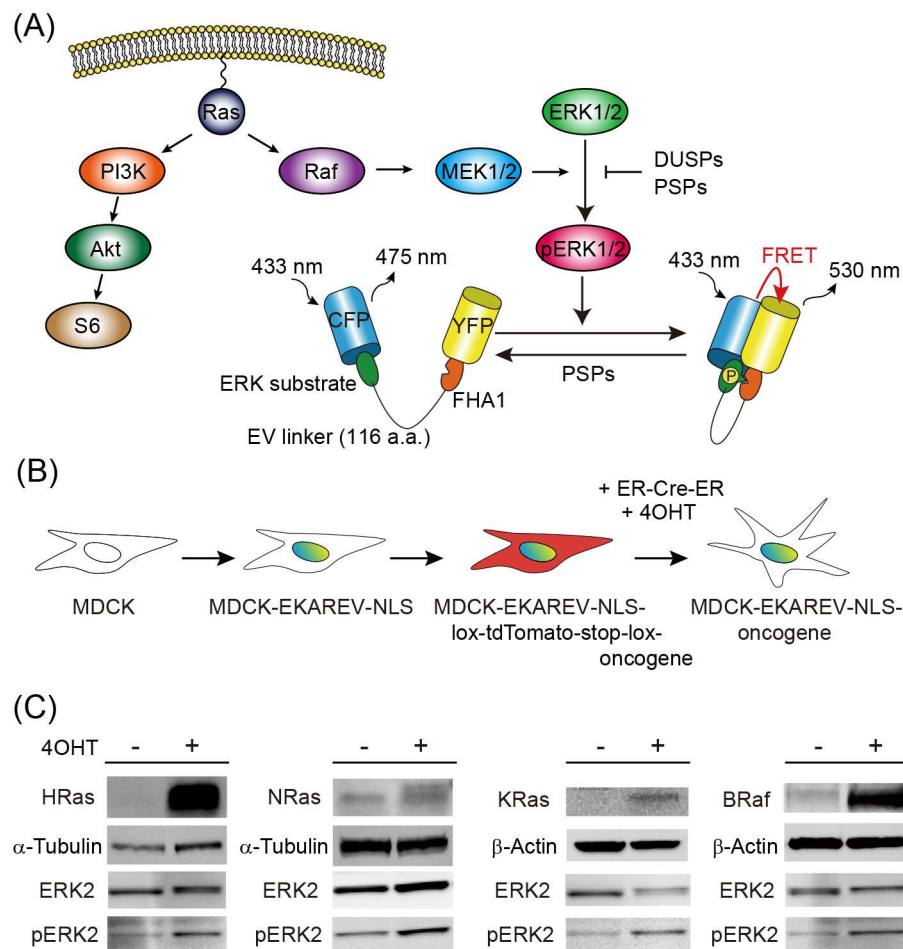 (A)
Ras
ERK1/2
PI3K
Raf
MEK1/2
DUSPs
PSPs
Akt
pERK1/2
S6
433 nm
475 nm
CFP
YFP
ERK substrate
FHA1
EV linker (116 a.a.)
PSPs
433 nm
FRET
530 nm
P
(B)
+ ER-Cre-ER
+ 4OHT
MDCK
MDCK-EKAREV-NLS
MDCK-EKAREV-NLS-
lox-tdTomato-stop-lox-
oncogene
MDCK-EKAREV-NLS-
oncogene
(C)
4OHT - + - + - + - +
HRas
α-Tubulin
ERK2
pERK2
NRas
α-Tubulin
ERK2
pERK2
KRas
β-Actin
ERK2
pERK2
BRaf
β-Actin
ERK2
pERK2